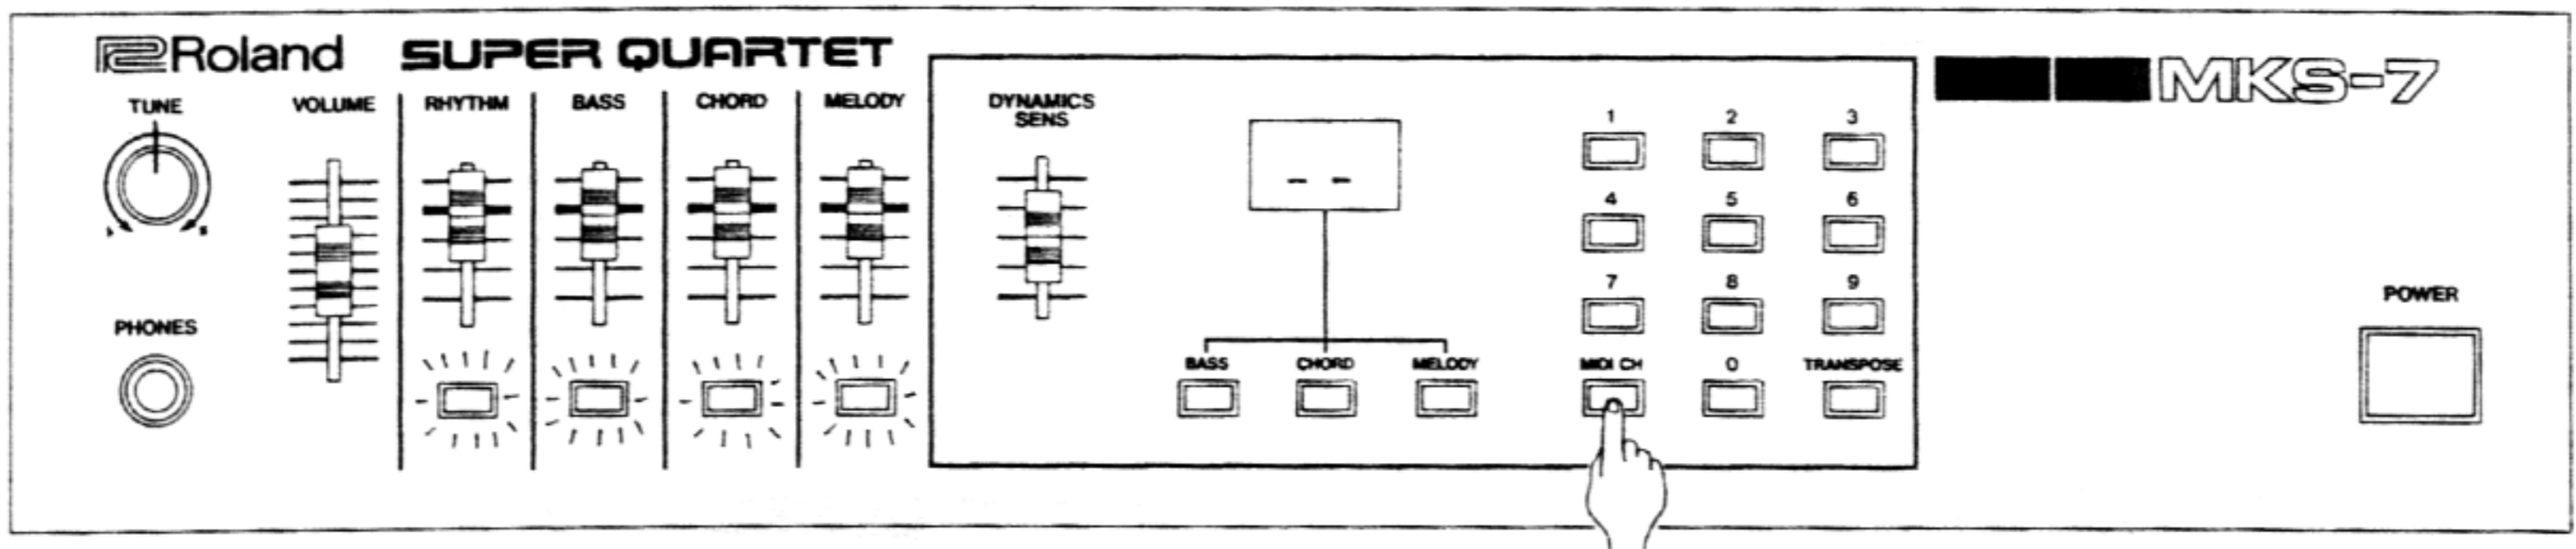 Roland SUPER QUARTET
MKS-7
TUNE
VOLUME
RHYTHM
BASS
CHORD
MELODY
DYNAMICS
SENS
- -
1 2 3
4 5 6
7 8 9
PHONES
POWER
BASS
CHORD
MELODY
MIDI CH
0
TRANSPOSE